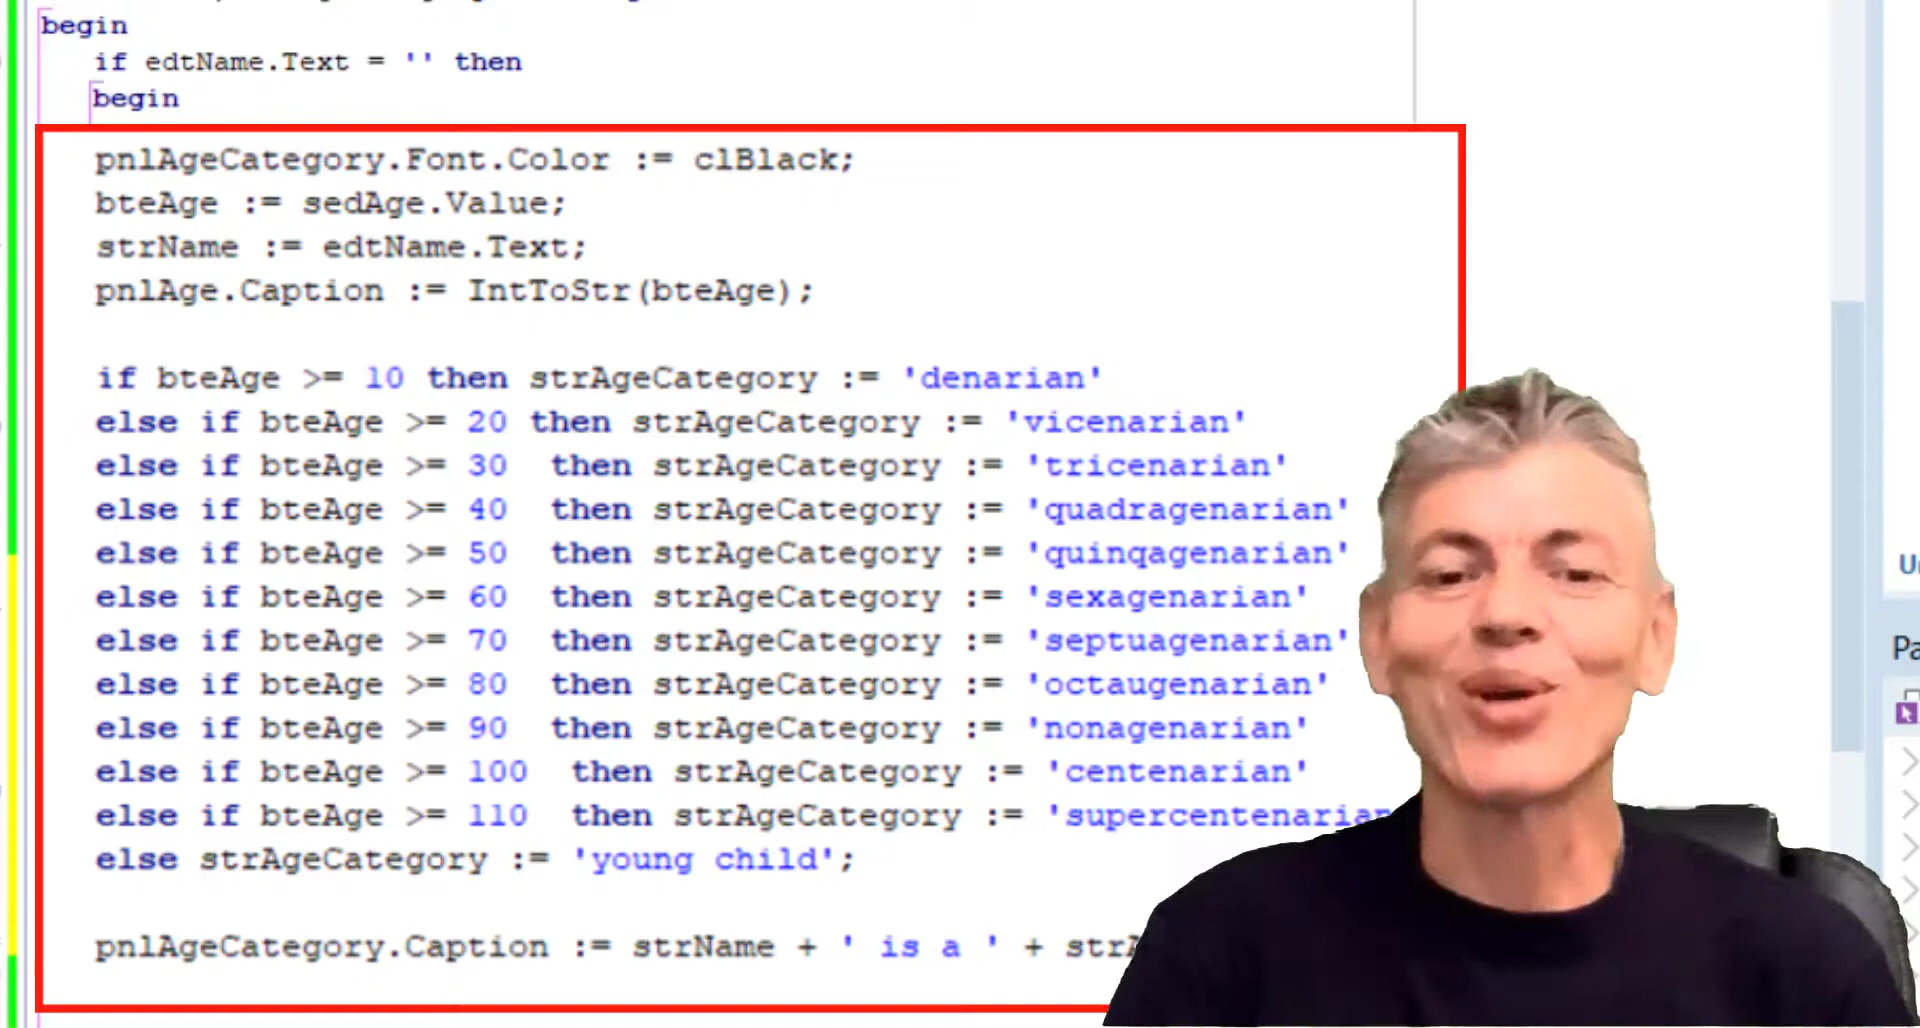 begin
if edtName.Text = '' then
begin
pnlAgeCategory.Font.Color := clBlack;
bteAge := sedAge.Value;
strName := edtName.Text;
pnlAge.Caption := IntToStr(bteAge);
if bteAge >= 10 then strAgeCategory := 'denarian'
else if bteAge >= 20 then strAgeCategory := 'vicenarian'
else if bteAge >= 30 then strAgeCategory := 'tricenarian'
else if bteAge >= 40 then strAgeCategory := 'quadragenarian'
else if bteAge >= 50 then strAgeCategory := 'quinqagenarian'
else if bteAge >= 60 then strAgeCategory := 'sexagenarian'
else if bteAge >= 70 then strAgeCategory := 'septuagenarian'
else if bteAge >= 80 then strAgeCategory := 'octaugenarian'
else if bteAge >= 90 then strAgeCategory := 'nonagenarian'
else if bteAge >= 100 then strAgeCategory := 'centenarian'
else if bteAge >= 110 then strAgeCategory := 'supercentenarian
else strAgeCategory := 'young child';
pnlAgeCategory.Caption := strName + ' is a ' +